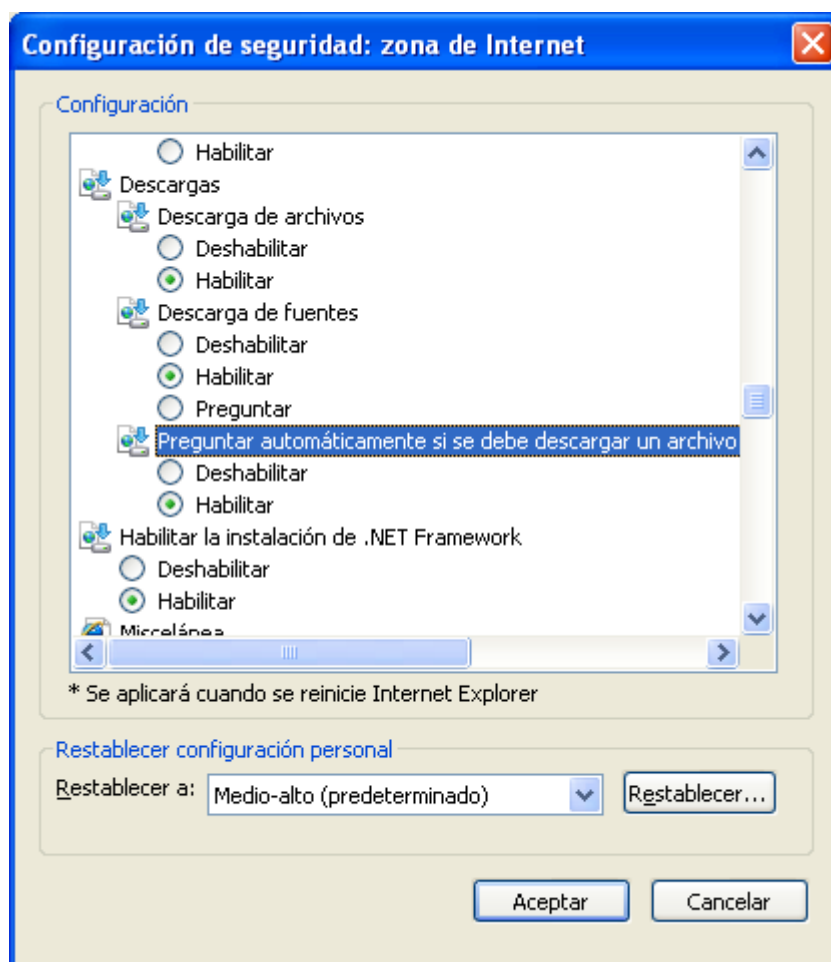 Configuración de seguridad: zona de Internet
Configuración
Habilitar
Descargas
Descarga de archivos
Deshabilitar
Habilitar
Descarga de fuentes
Deshabilitar
Habilitar
Preguntar
Preguntar automáticamente si se debe descargar un archivo
Deshabilitar
Habilitar
Habilitar la instalación de .NET Framework
Deshabilitar
Habilitar
Miscelánea
* Se aplicará cuando se reinicie Internet Explorer
Restablecer configuración personal
Restablecer a: Medio-alto (predeterminado) Restablecer...
Aceptar Cancelar